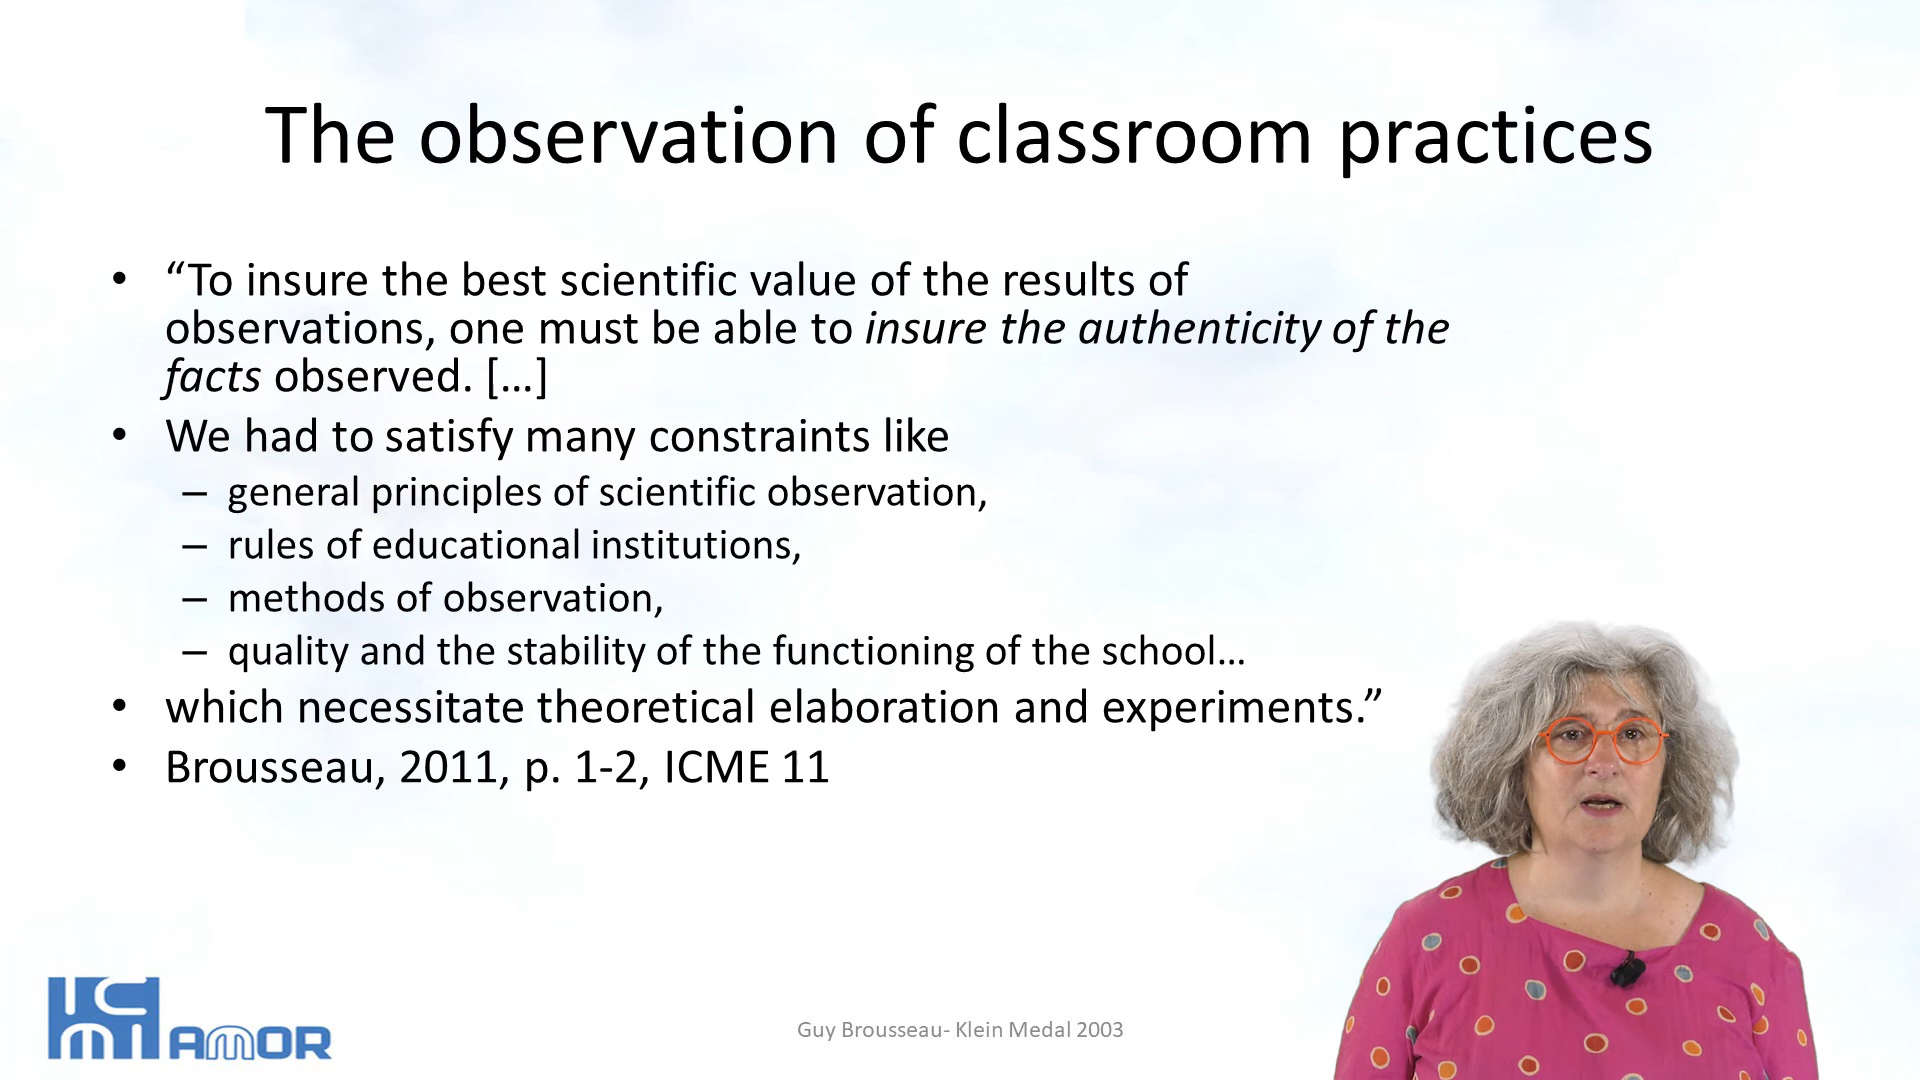 The observation of classroom practices
• “To insure the best scientific value of the results of
observations, one must be able to insure the authenticity of the
facts observed. […]
• We had to satisfy many constraints like
– general principles of scientific observation,
– rules of educational institutions,
– methods of observation,
– quality and the stability of the functioning of the school…
• which necessitate theoretical elaboration and experiments.”
• Brousseau, 2011, p. 1-2, ICME 11
ICMI AMOR
Guy Brousseau- Klein Medal 2003